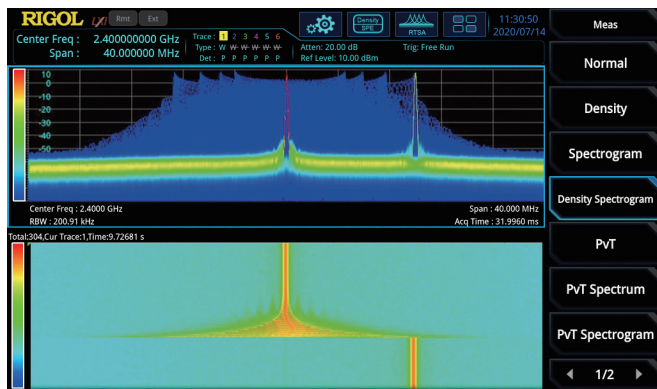 RIGOL LXI Rmt Ext
Density
SPE
RTSA
11:30:50
2020/07/14
Meas
Center Freq : 2.400000000 GHz
Span : 40.000000 MHz
Trace : 1 2 3 4 5 6
Type : W W W W W W
Det : P P P P P P
Atten: 20.00 dB
Ref Level: 10.00 dBm
Trig: Free Run
Normal
Density
Spectrogram
Density Spectrogram
PvT
PvT Spectrum
PvT Spectrogram
1/2
10
0
-10
-20
-30
-40
-50
Center Freq : 2.4000 GHz
RBW : 200.91 kHz
Span : 40.000 MHz
Acq Time : 31.9960 ms
Total:304,Cur Trace:1,Time:9.72681 s